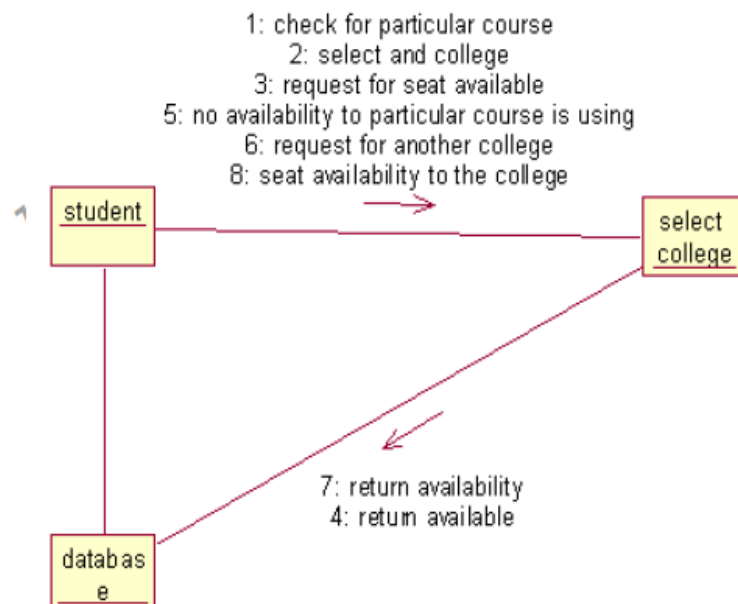 1: check for particular course
2: select and college
3: request for seat available
5: no availability to particular course is using
6: request for another college
8: seat availability to the college
student
select
college
7: return availability
4: return available
databas
e